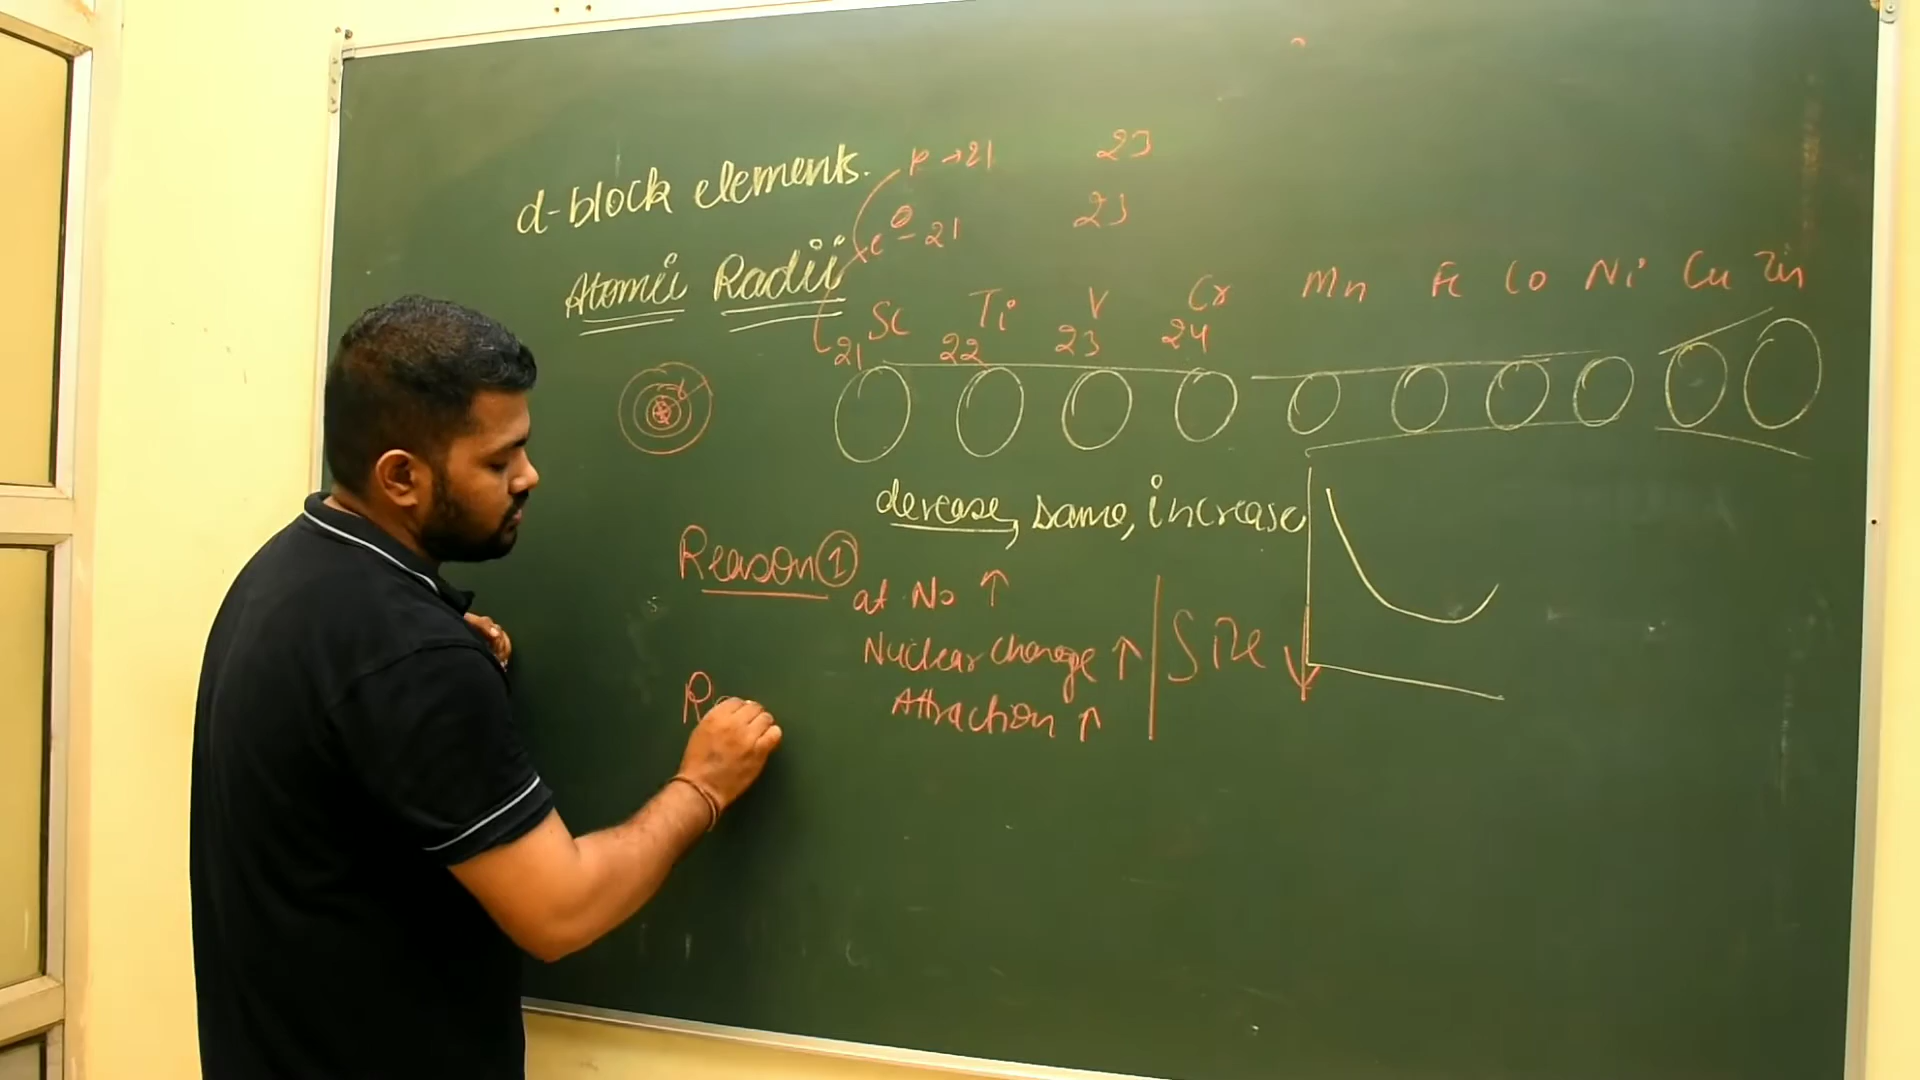 d-block elements.
p → 21
23
e⊖ - 21
23
Atomic Radii
Sc Ti V Cr Mn Fe Co Ni Cu Zn
21 22 23 24
decrease, same, increase
Reason ①
at. No ↑
Nuclear charge ↑
Size ↓
Attraction ↑
Re